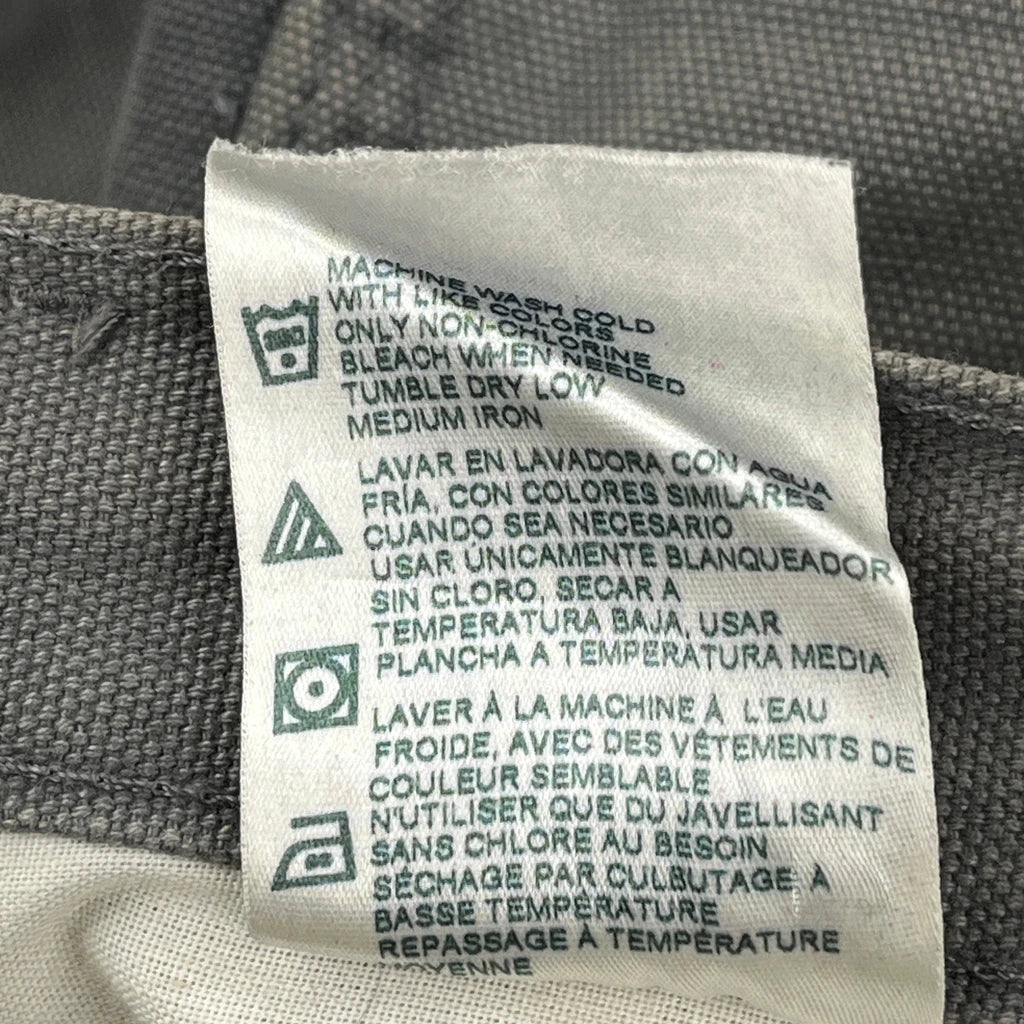 MACHINE WASH COLD
WITH LIKE COLORS
ONLY NON-CHLORINE
BLEACH WHEN NEEDED
TUMBLE DRY LOW
MEDIUM IRON
LAVAR EN LAVADORA CON AGUA
FRÍA, CON COLORES SIMILARES
CUANDO SEA NECESARIO
USAR ÚNICAMENTE BLANQUEADOR
SIN CLORO, SECAR A
TEMPERATURA BAJA, USAR
PLANCHA A TEMPERATURA MEDIA
LAVER À LA MACHINE À L'EAU
FROIDE, AVEC DES VÊTEMENTS DE
COULEUR SEMBLABLE
N'UTILISER QUE DU JAVELLISANT
SANS CHLORE AU BESOIN
SÉCHAGE PAR CULBUTAGE À
BASSE TEMPÉRATURE
REPASSAGE À TEMPÉRATURE
MOYENNE